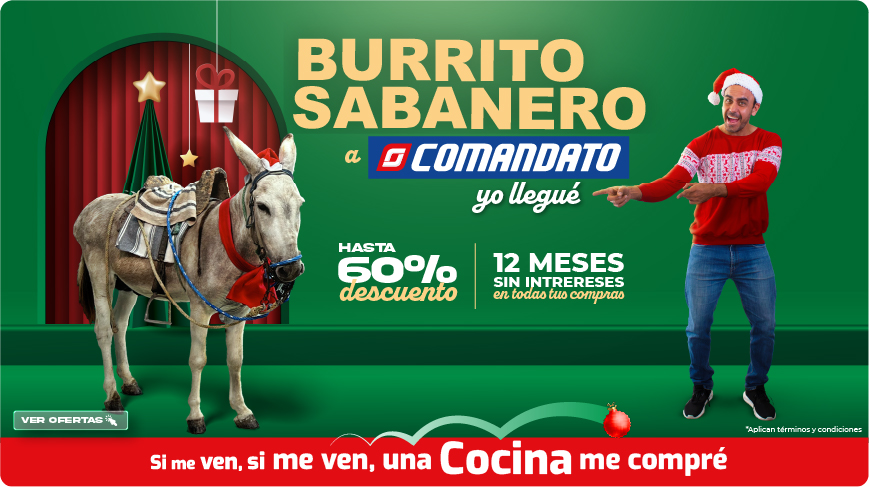 BURRITO
SABANERO
a COMANDATO
yo llegué
HASTA
60%
descuento
12 MESES
SIN INTRERESES
en todas tus compras
VER OFERTAS
*Aplican términos y condiciones
Si me ven, si me ven, una Cocina me compré